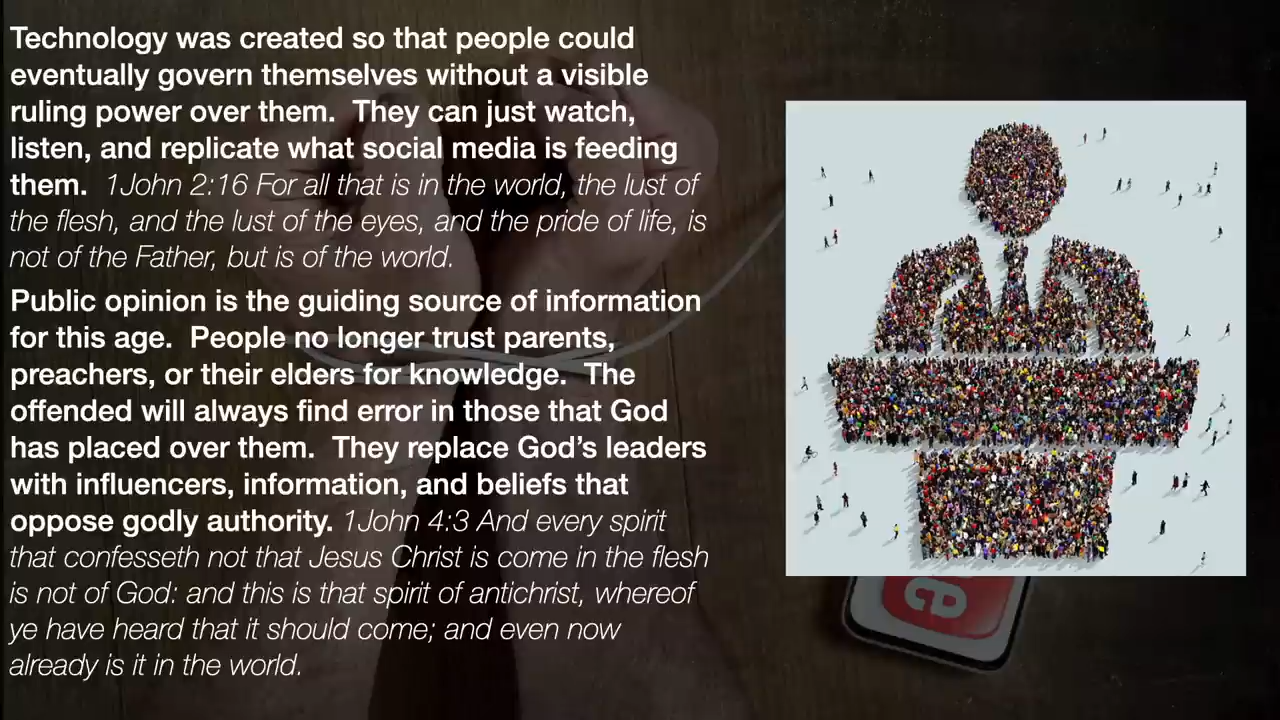 Technology was created so that people could
eventually govern themselves without a visible
ruling power over them.  They can just watch,
listen, and replicate what social media is feeding
them.  1John 2:16 For all that is in the world, the lust of
the flesh, and the lust of the eyes, and the pride of life, is
not of the Father, but is of the world.
Public opinion is the guiding source of information
for this age.  People no longer trust parents,
preachers, or their elders for knowledge.  The
offended will always find error in those that God
has placed over them.  They replace God’s leaders
with influencers, information, and beliefs that
oppose godly authority. 1John 4:3 And every spirit
that confesseth not that Jesus Christ is come in the flesh
is not of God: and this is that spirit of antichrist, whereof
ye have heard that it should come; and even now
already is it in the world.